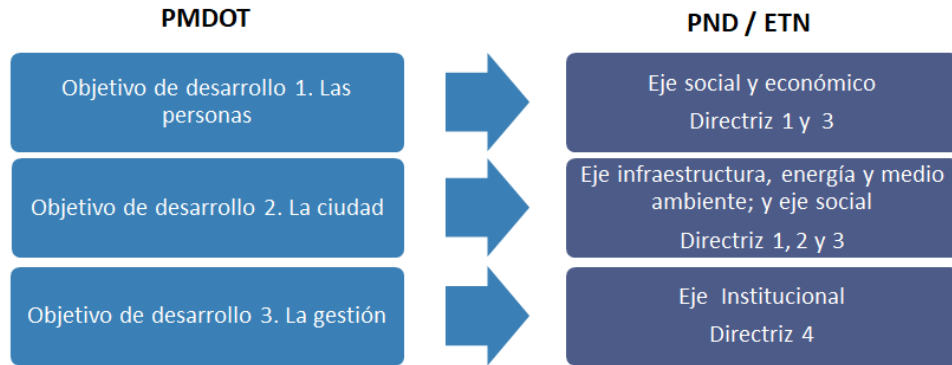 PMDOT
PND / ETN
Objetivo de desarrollo 1. Las
personas
Eje social y económico
Directriz 1 y 3
Objetivo de desarrollo 2. La ciudad
Eje infraestructura, energía y medio
ambiente; y eje social
Directriz 1, 2 y 3
Objetivo de desarrollo 3. La gestión
Eje Institucional
Directriz 4